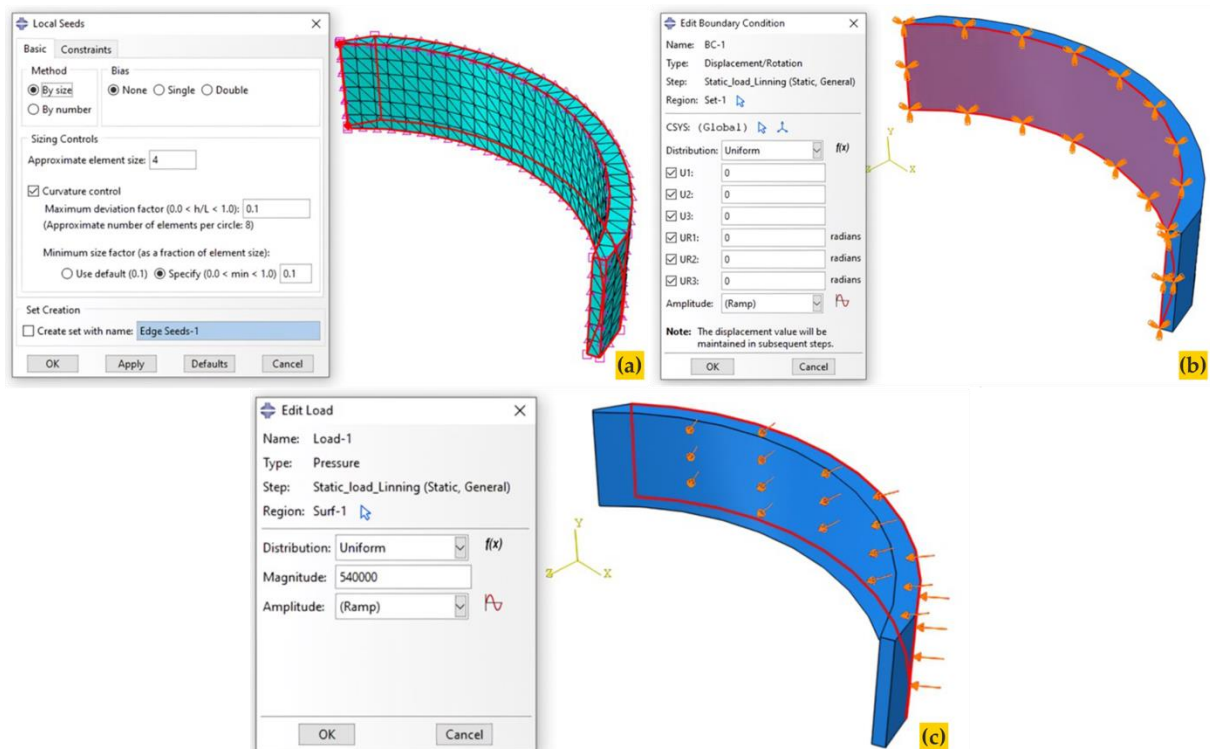 Local Seeds
Basic Constraints
Method
By size
By number
Bias
None Single Double
Sizing Controls
Approximate element size: 4
Curvature control
Maximum deviation factor (0.0 < h/L < 1.0): 0.1
(Approximate number of elements per circle: 8)
Minimum size factor (as a fraction of element size):
Use default (0.1) Specify (0.0 < min < 1.0) 0.1
Set Creation
Create set with name: Edge Seeds-1
OK Apply Defaults Cancel
(a)
Edit Boundary Condition
Name: BC-1
Type: Displacement/Rotation
Step: Static_load_Linning (Static, General)
Region: Set-1
CSYS: (Global)
Distribution: Uniform f(x)
U1: 0
U2: 0
U3: 0
UR1: 0 radians
UR2: 0 radians
UR3: 0 radians
Amplitude: (Ramp)
Note: The displacement value will be
maintained in subsequent steps.
OK Cancel
Y
Z X
(b)
Edit Load
Name: Load-1
Type: Pressure
Step: Static_load_Linning (Static, General)
Region: Surf-1
Distribution: Uniform f(x)
Magnitude: 540000
Amplitude: (Ramp)
OK Cancel
Y
Z X
(c)